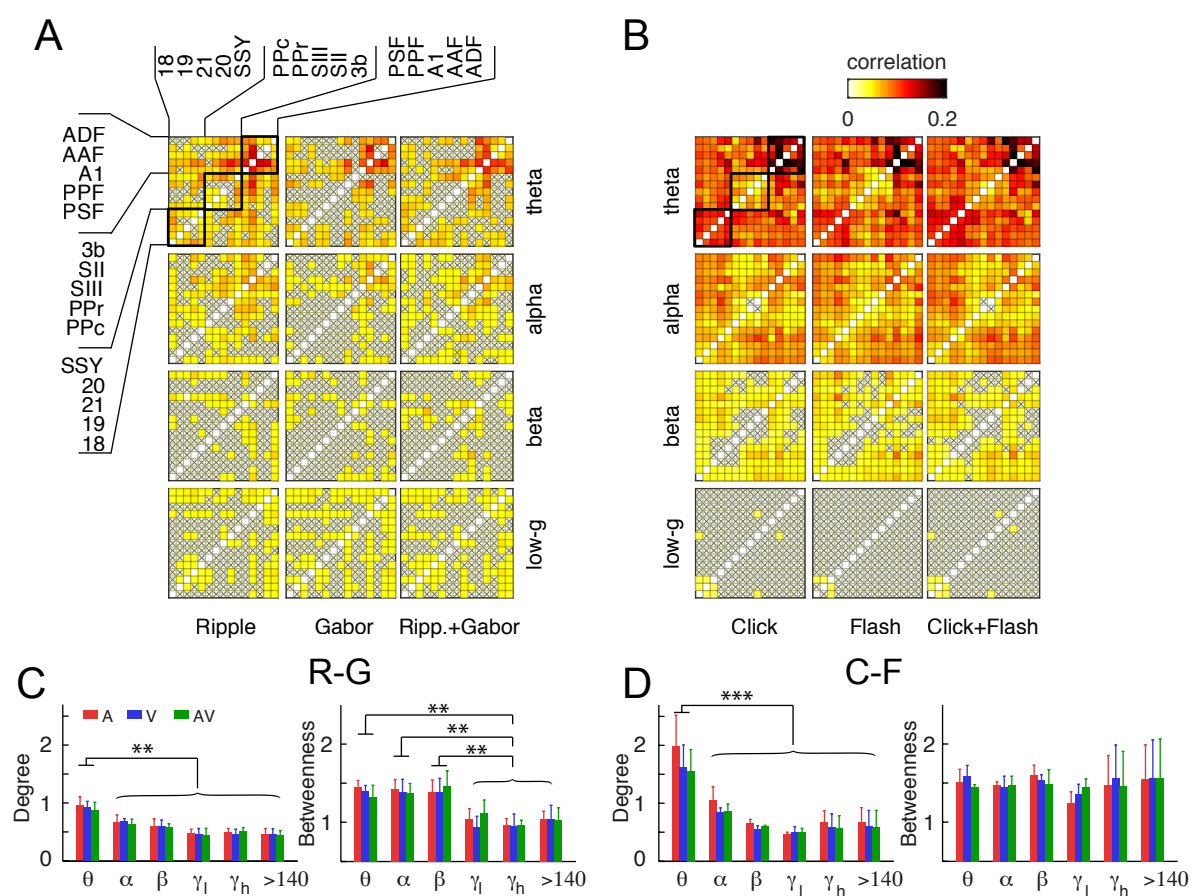 A
B
18 19 21 20 SSY PPc PPr SIII SII 3b PSF PPF A1 AAF ADF
correlation
0 0.2
ADF
AAF
A1
PPF
PSF
3b
SII
SIII
PPr
PPc
SSY
20
21
19
18
theta
alpha
beta
low-g
theta
alpha
beta
low-g
Ripple Gabor Ripp.+Gabor
Click Flash Click+Flash
C
R-G
D
C-F
A V AV
Degree
2
1
0
**
θ α β γl γh >140
Betweenness
2
1
0
**
**
**
θ α β γl γh >140
Degree
2
1
0
***
θ α β γl γh >140
Betweenness
2
1
0
θ α β γl γh >140